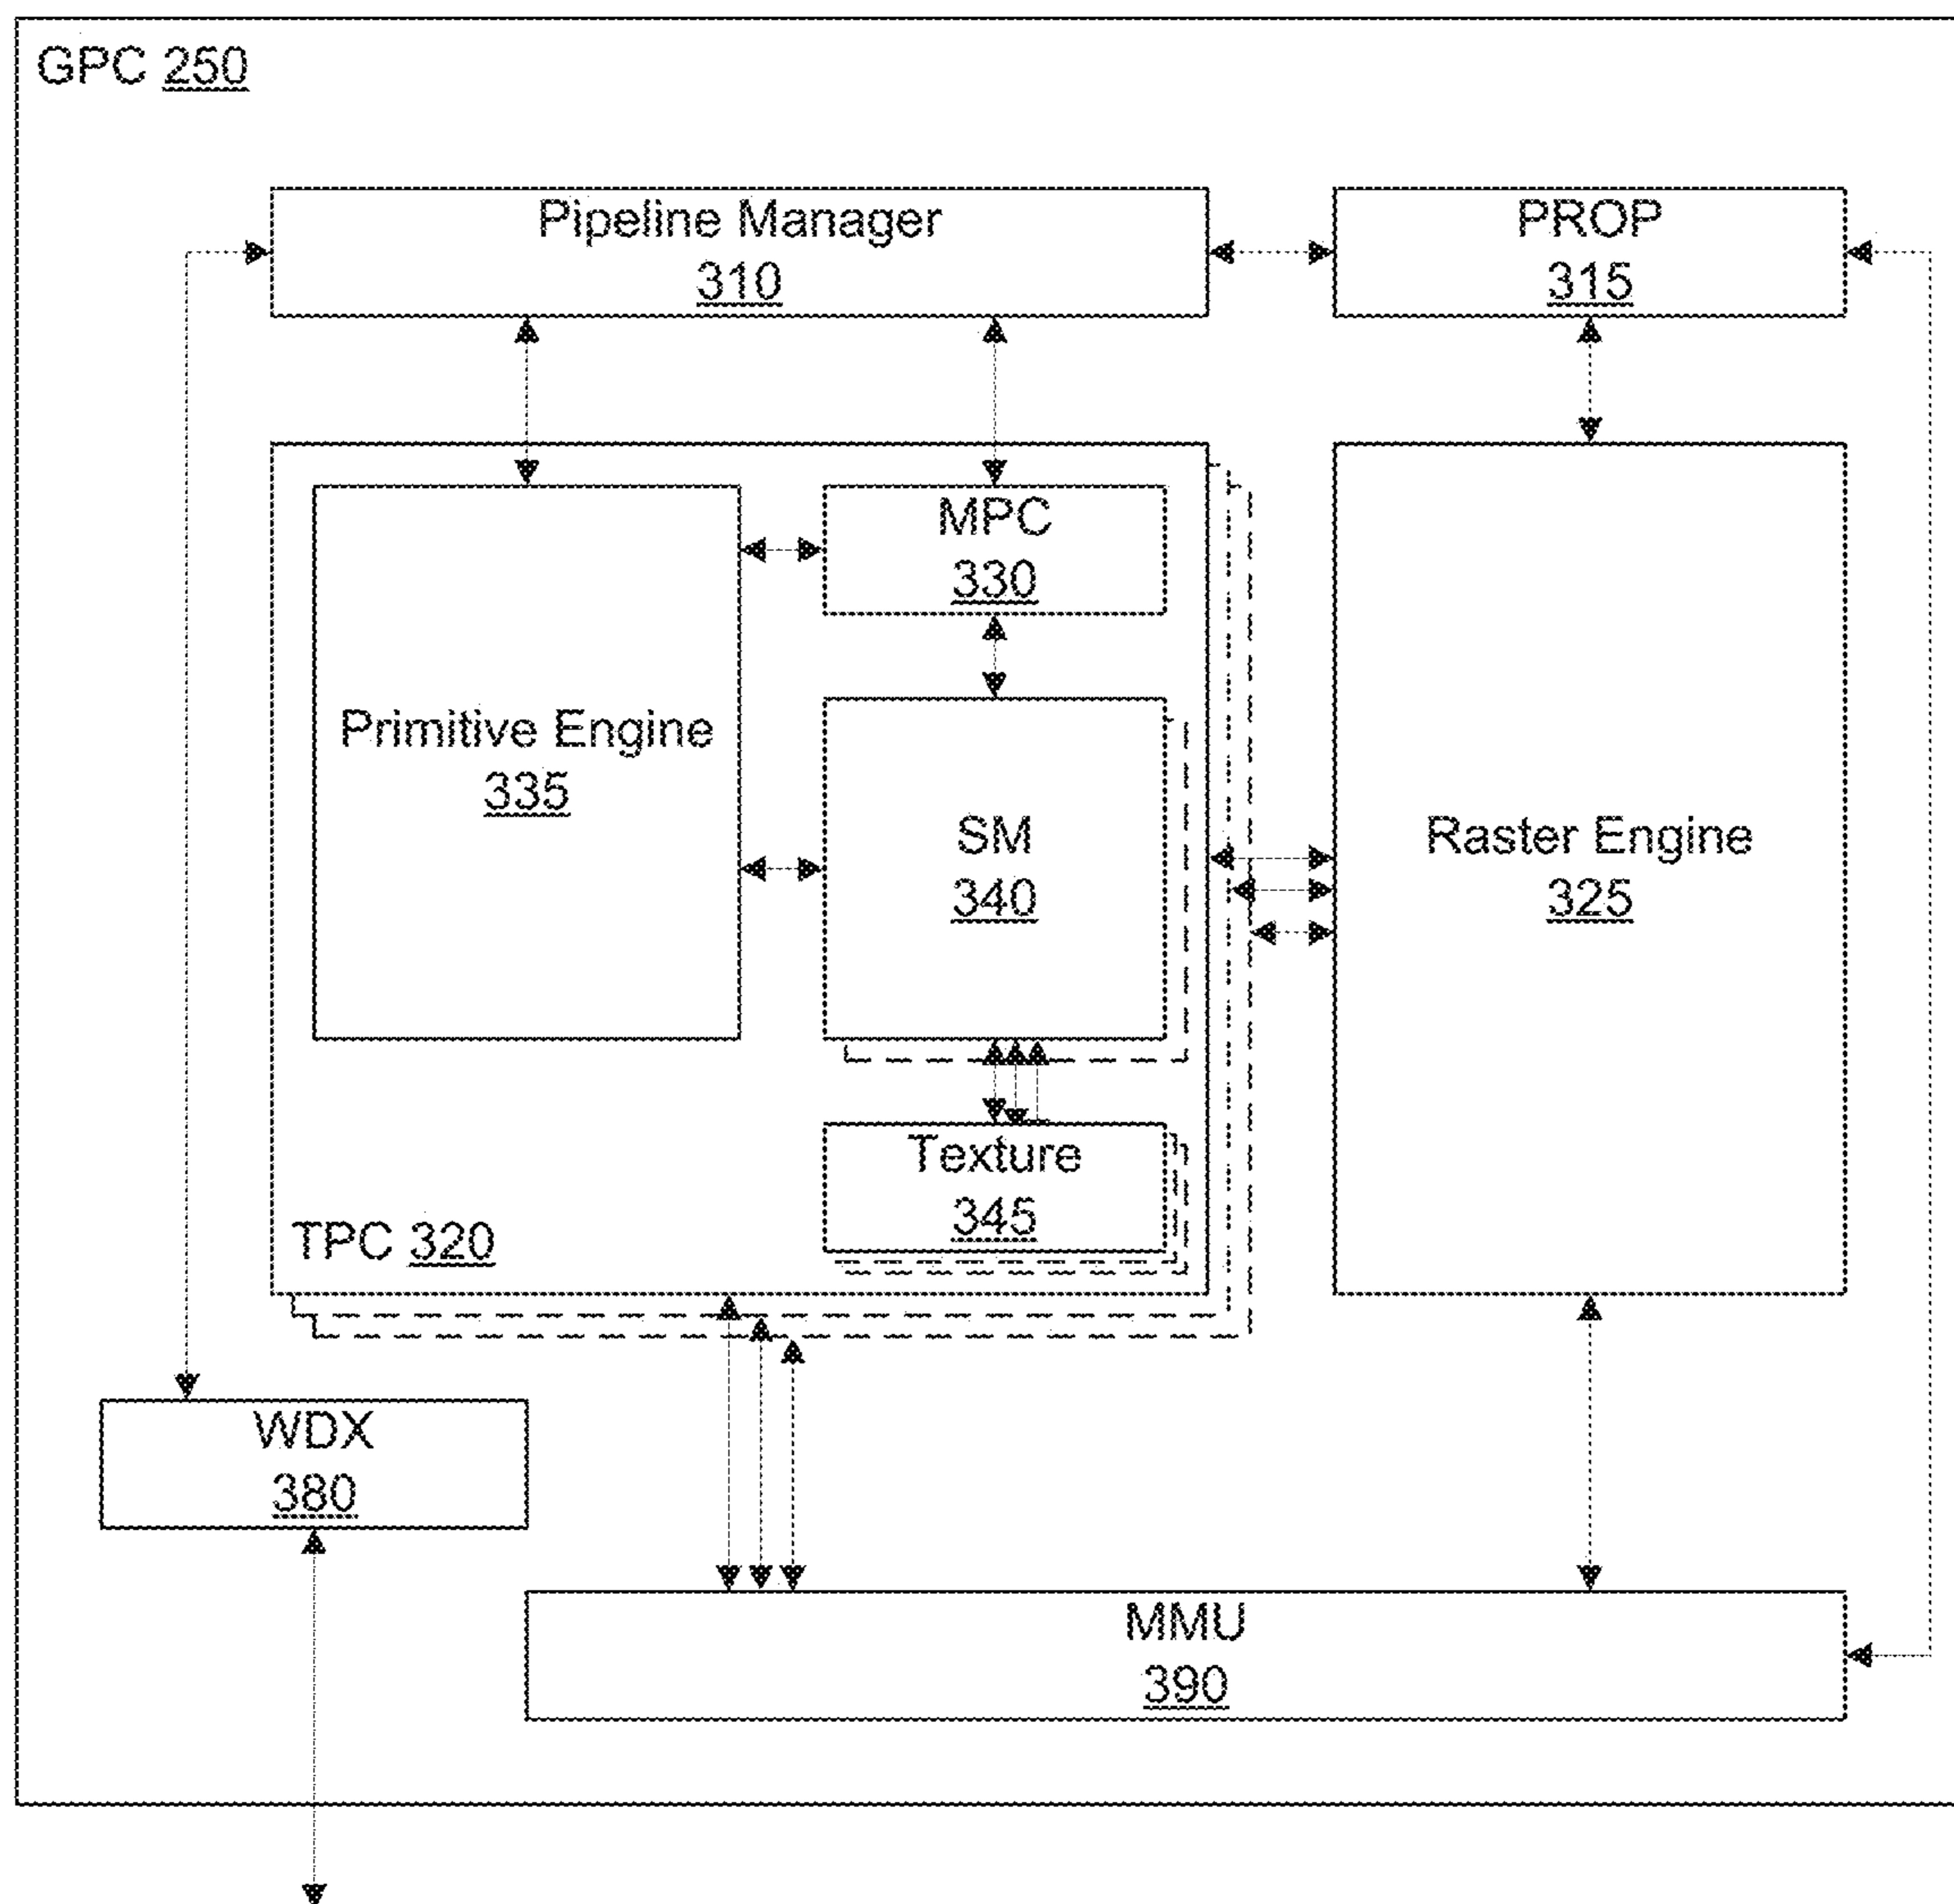 GPC 250
Pipeline Manager
310
PROP
315
MPC
330
Primitive Engine
335
SM
340
Raster Engine
325
Texture
345
TPC 320
WDX
380
MMU
390